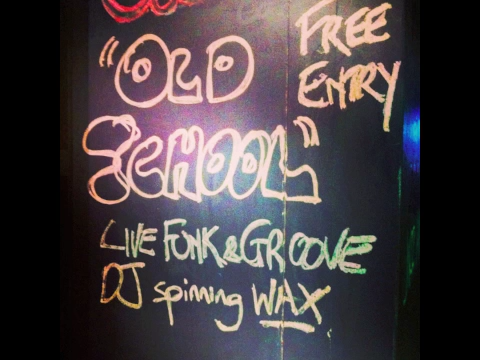 FREE
ENTRY
"OLD
SCHOOL"
LIVE FUNK & GROOVE
DJ spinning WAX